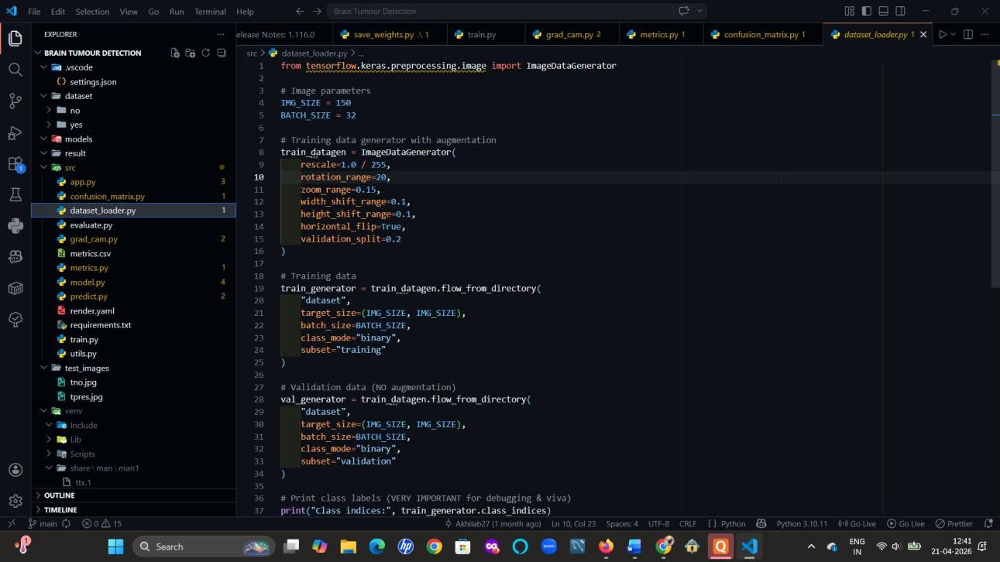 File Edit Selection View Go Run Terminal Help
Brain Tumour Detection
EXPLORER
BRAIN TUMOUR DETECTION
.vscode
settings.json
dataset
no
yes
models
result
src
app.py 3
confusion_matrix.py 1
dataset_loader.py 1
evaluate.py
grad_cam.py 2
metrics.csv
metrics.py 1
model.py 4
predict.py 2
render.yaml
requirements.txt
train.py
utils.py
test_images
tno.jpg
tpres.jpg
venv
Include
Lib
Scripts
share\man\man1
ttx.1
OUTLINE
TIMELINE
elease Notes: 1.116.0 save_weights.py .\ 1 train.py grad_cam.py 2 metrics.py 1 confusion_matrix.py 1 dataset_loader.py 1
src > dataset_loader.py > ...
1 from tensorflow.keras.preprocessing.image import ImageDataGenerator
2
3 # Image parameters
4 IMG_SIZE = 150
5 BATCH_SIZE = 32
6
7 # Training data generator with augmentation
8 train_datagen = ImageDataGenerator(
9 rescale=1.0 / 255,
10 rotation_range=20,
11 zoom_range=0.15,
12 width_shift_range=0.1,
13 height_shift_range=0.1,
14 horizontal_flip=True,
15 validation_split=0.2
16 )
17
18 # Training data
19 train_generator = train_datagen.flow_from_directory(
20 "dataset",
21 target_size=(IMG_SIZE, IMG_SIZE),
22 batch_size=BATCH_SIZE,
23 class_mode="binary",
24 subset="training"
25 )
26
27 # Validation data (NO augmentation)
28 val_generator = train_datagen.flow_from_directory(
29 "dataset",
30 target_size=(IMG_SIZE, IMG_SIZE),
31 batch_size=BATCH_SIZE,
32 class_mode="binary",
33 subset="validation"
34 )
35
36 # Print class labels (VERY IMPORTANT for debugging & viva)
37 print("Class indices:", train_generator.class_indices)
main 0 15 Akhilab27 (1 month ago) Ln 10, Col 23 Spaces: 4 UTF-8 CRLF {} Python Python 3.10.11 Go Live Go Live Prettier
1
Search
zoom
ENG
IN
12:41
21-04-2026